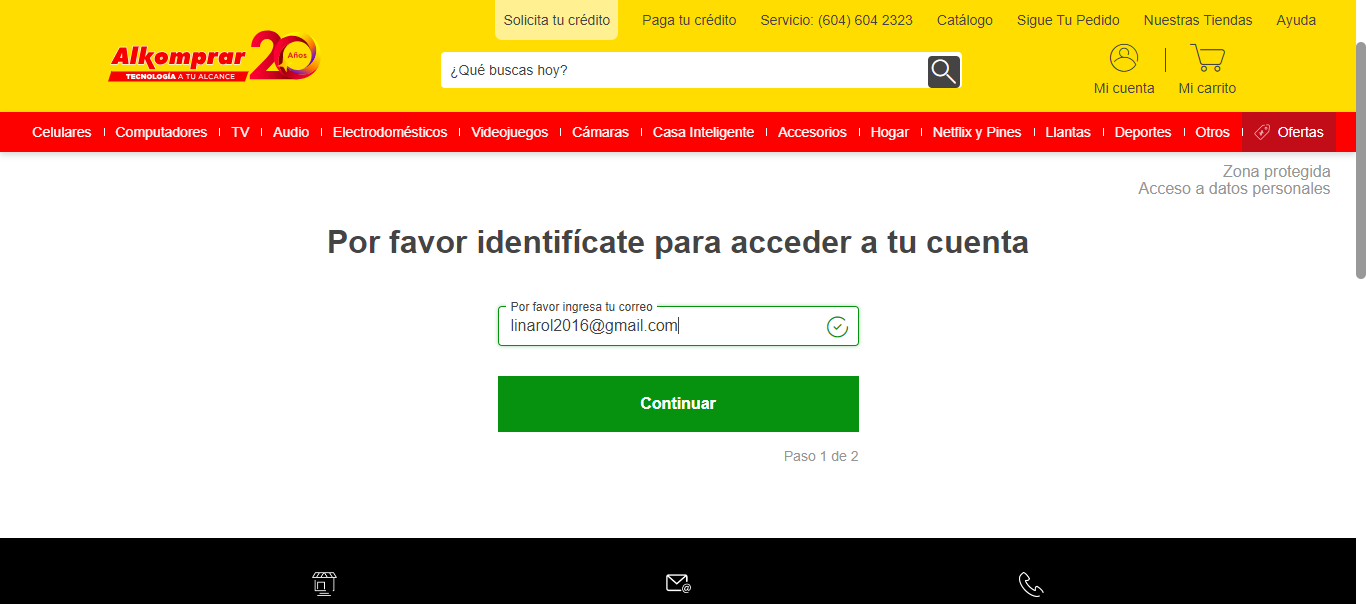 Solicita tu crédito
Paga tu crédito
Servicio: (604) 604 2323
Catálogo
Sigue Tu Pedido
Nuestras Tiendas
Ayuda
Alkomprar 20 Años
TECNOLOGÍA A TU ALCANCE
¿Qué buscas hoy?
Mi cuenta
Mi carrito
Celulares
Computadores
TV
Audio
Electrodomésticos
Videojuegos
Cámaras
Casa Inteligente
Accesorios
Hogar
Netflix y Pines
Llantas
Deportes
Otros
Ofertas
Zona protegida
Acceso a datos personales
Por favor identifícate para acceder a tu cuenta
Por favor ingresa tu correo
linarol2016@gmail.com
Continuar
Paso 1 de 2